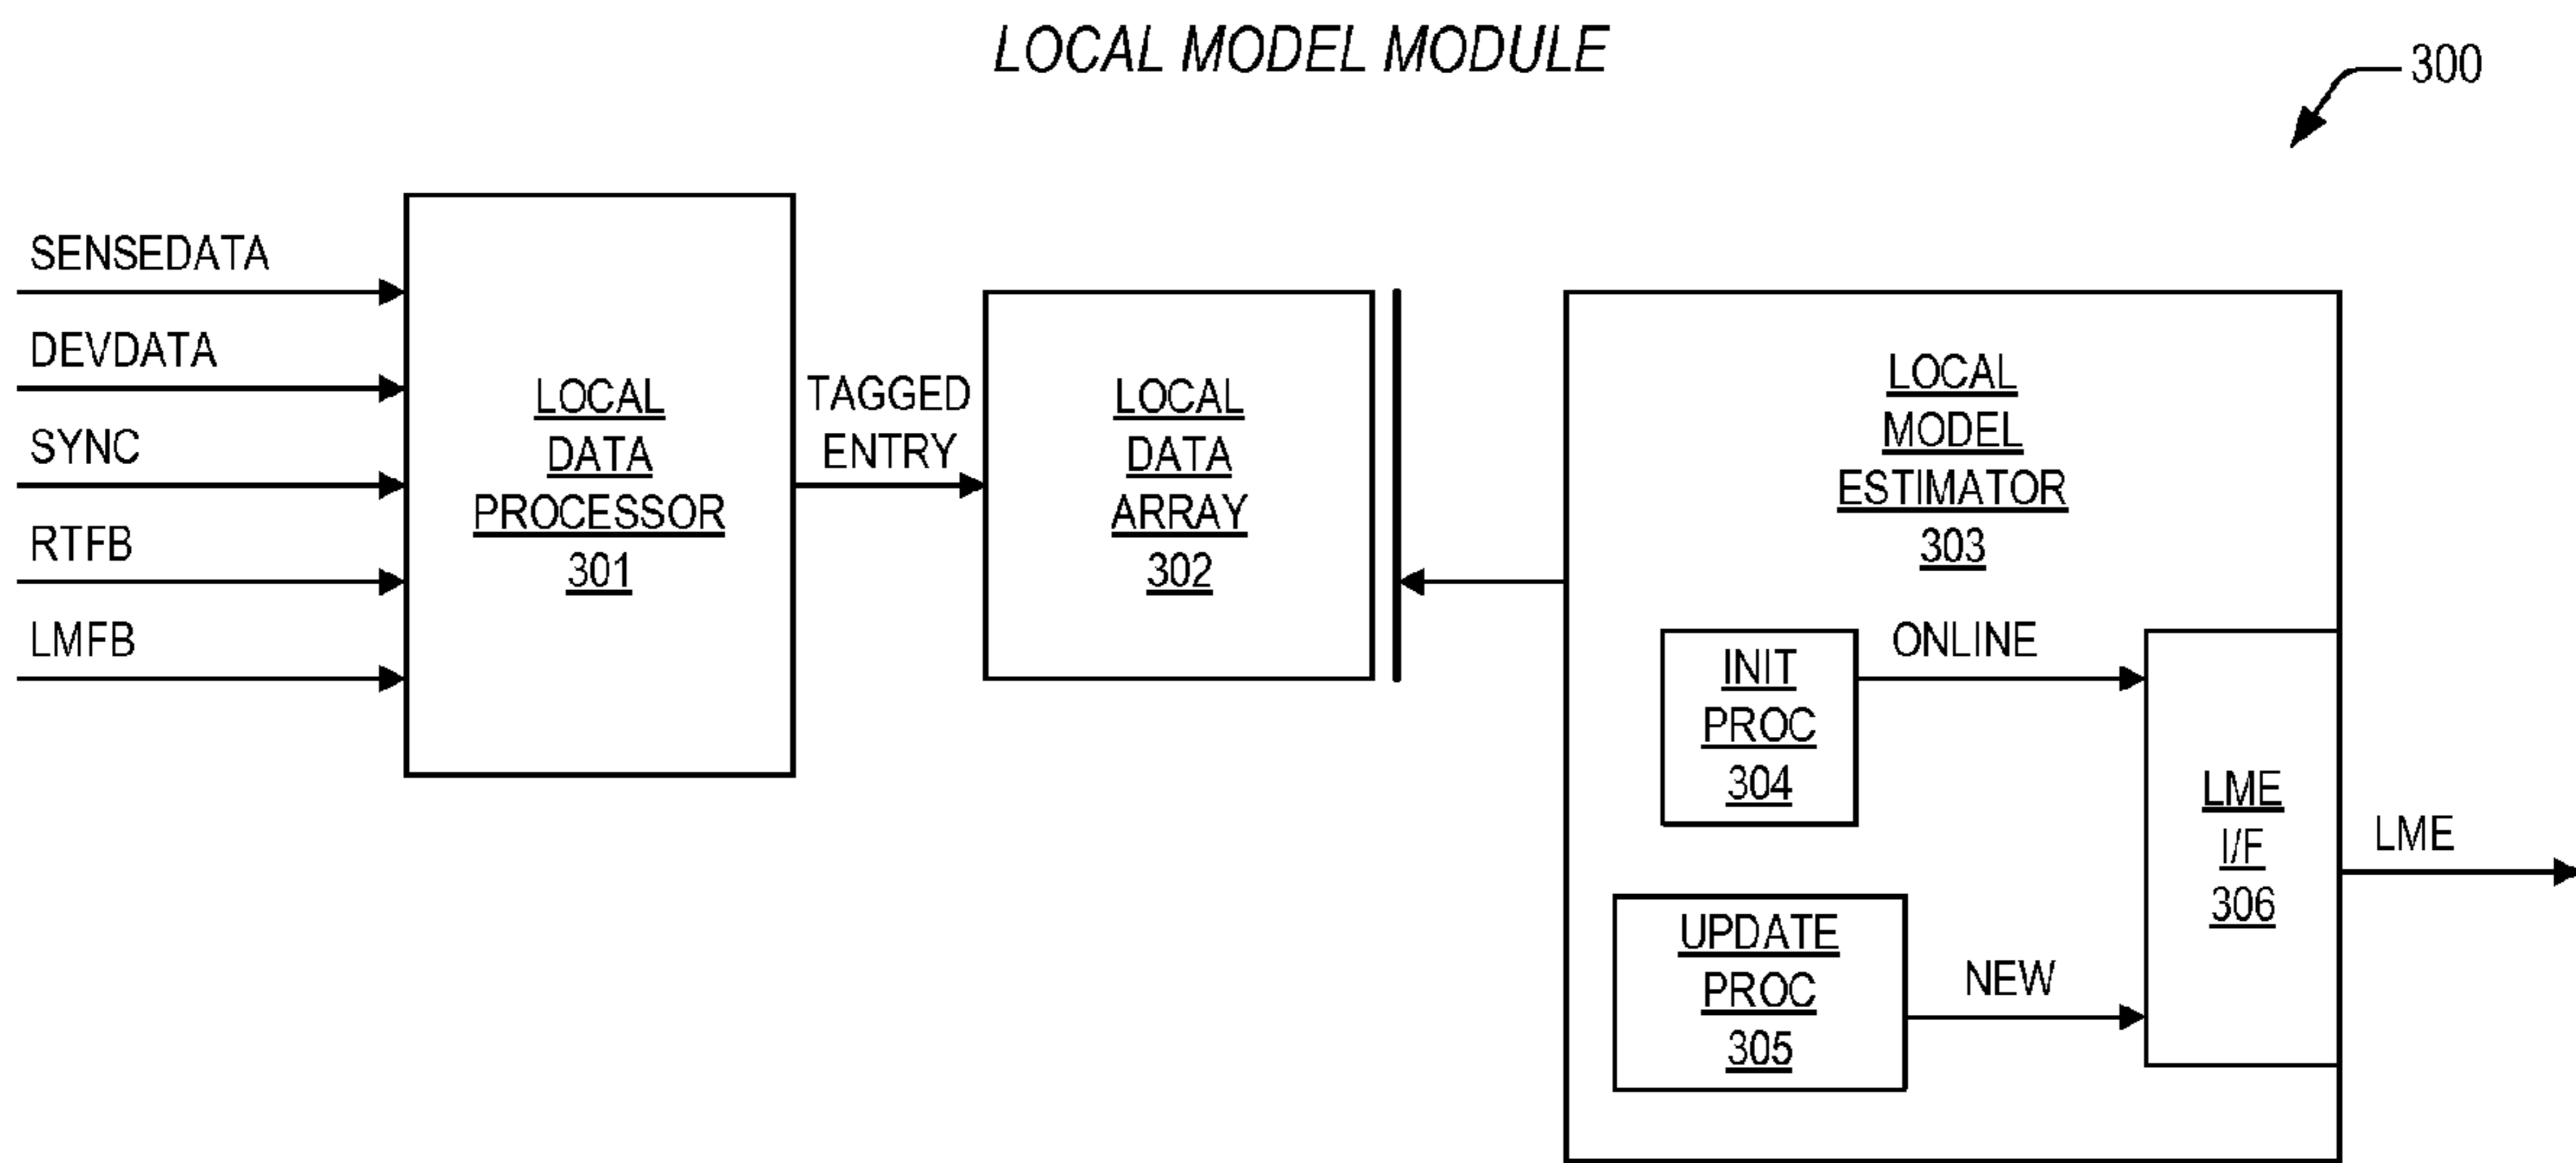 LOCAL MODEL MODULE
300
SENSEDATA
DEVDATA
SYNC
RTFB
LMFB
LOCAL
DATA
PROCESSOR
301
TAGGED
ENTRY
LOCAL
DATA
ARRAY
302
LOCAL
MODEL
ESTIMATOR
303
INIT
PROC
304
ONLINE
UPDATE
PROC
305
NEW
LME
I/F
306
LME